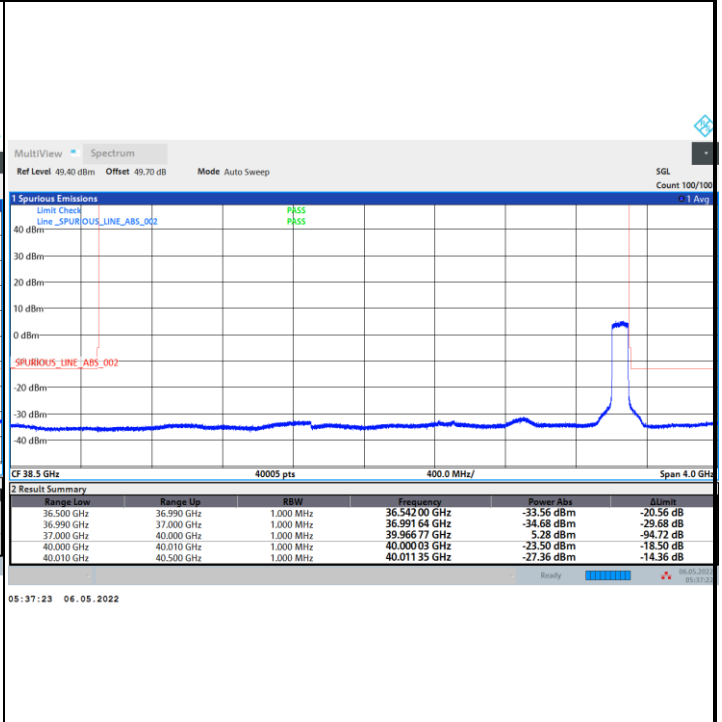 MultiView Spectrum
Ref Level 49.40 dBm Offset 49.70 dB Mode Auto Sweep SGL
Count 100/100
1 Spurious Emissions 1 Avg
Limit Check PASS
Line _SPURIOUS_LINE_ABS_002 PASS
40 dBm
30 dBm
20 dBm
10 dBm
0 dBm
_SPURIOUS_LINE_ABS_002
-20 dBm
-30 dBm
-40 dBm
CF 38.5 GHz 40005 pts 400.0 MHz/ Span 4.0 GHz
2 Result Summary
Range Low Range Up RBW Frequency Power Abs ΔLimit
36.500 GHz 36.990 GHz 1.000 MHz 36.542 00 GHz -33.56 dBm -20.56 dB
36.990 GHz 37.000 GHz 1.000 MHz 36.991 64 GHz -34.68 dBm -29.68 dB
37.000 GHz 40.000 GHz 1.000 MHz 39.966 77 GHz 5.28 dBm -94.72 dB
40.000 GHz 40.010 GHz 1.000 MHz 40.000 03 GHz -23.50 dBm -18.50 dB
40.010 GHz 40.500 GHz 1.000 MHz 40.011 35 GHz -27.36 dBm -14.36 dB
Ready 06.05.2022
05:37:22
05:37:23 06.05.2022